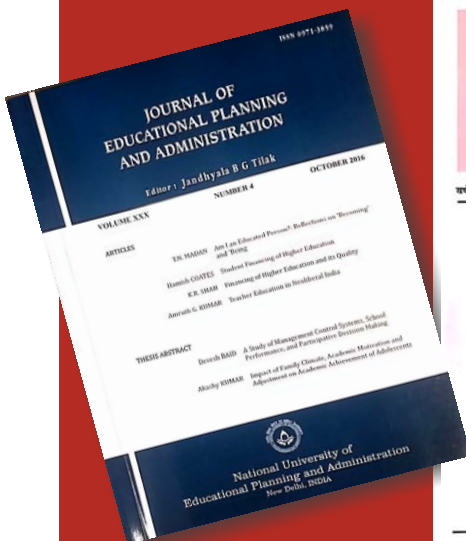 ISSN 0971-3859
JOURNAL OF
EDUCATIONAL PLANNING
AND ADMINISTRATION
Editor : Jandhyala B G Tilak
VOLUME XXX NUMBER 4 OCTOBER 2016
ARTICLES
T.N. MADAN Am I an Educated Person?: Reflections on 'Becoming'
and 'Being
Hamish COATES Student Financing of Higher Education
K.R. SHAH Financing of Higher Education and its Quality
Amruth G. KUMAR Teacher Education in Neoliberal India
THESIS ABSTRACT
Devesh BAID A Study of Management Control Systems, School
Performance, and Participative Decision Making
Akschy KUMAR Impact of Family Climate, Academic Motivation and
Adjustment on Academic Achievement of Adolescents
National University of
Educational Planning and Administration
New Delhi, INDIA